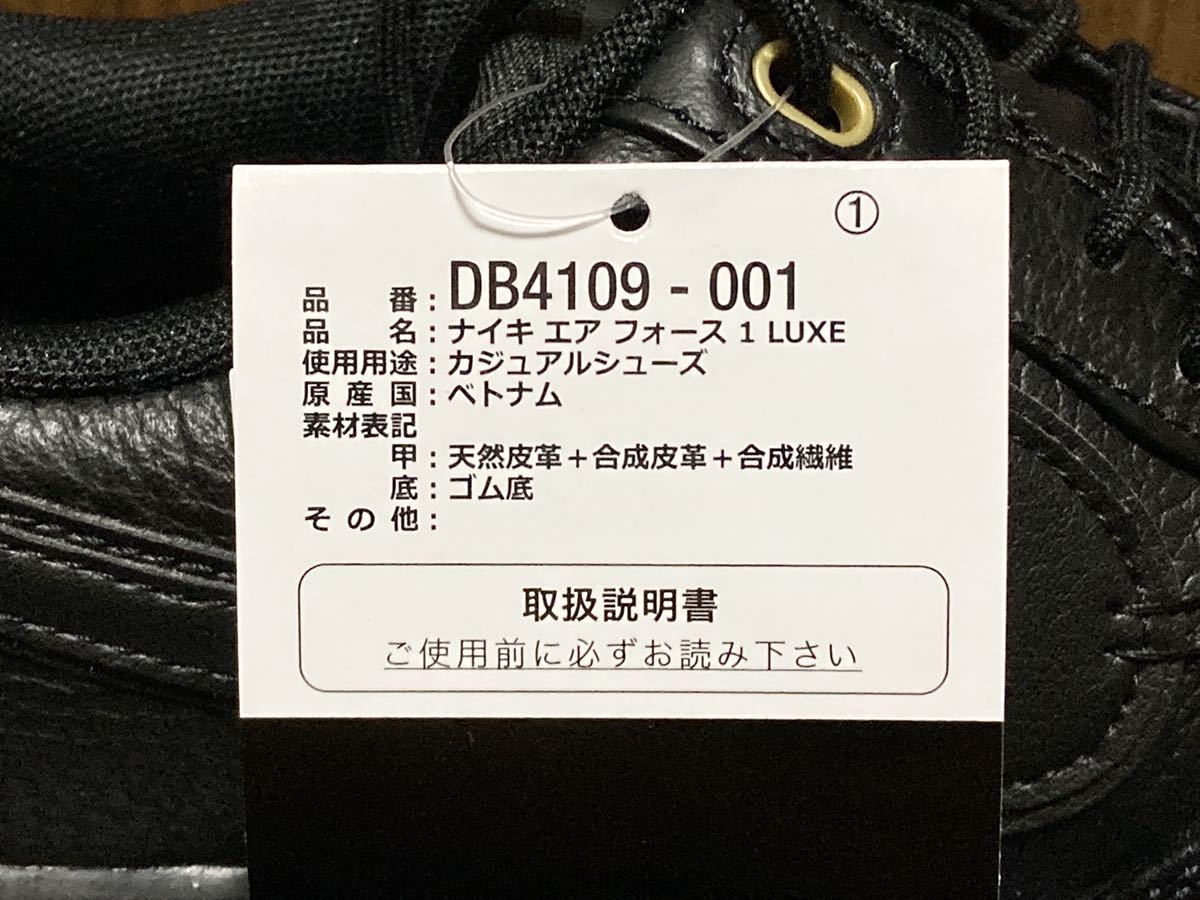 ①
品番：DB4109 - 001
品名：ナイキ エア フォース 1 LUXE
使用用途：カジュアルシューズ
原産国：ベトナム
素材表記
甲：天然皮革＋合成皮革＋合成繊維
底：ゴム底
その他：
取扱説明書
ご使用前に必ずお読み下さい